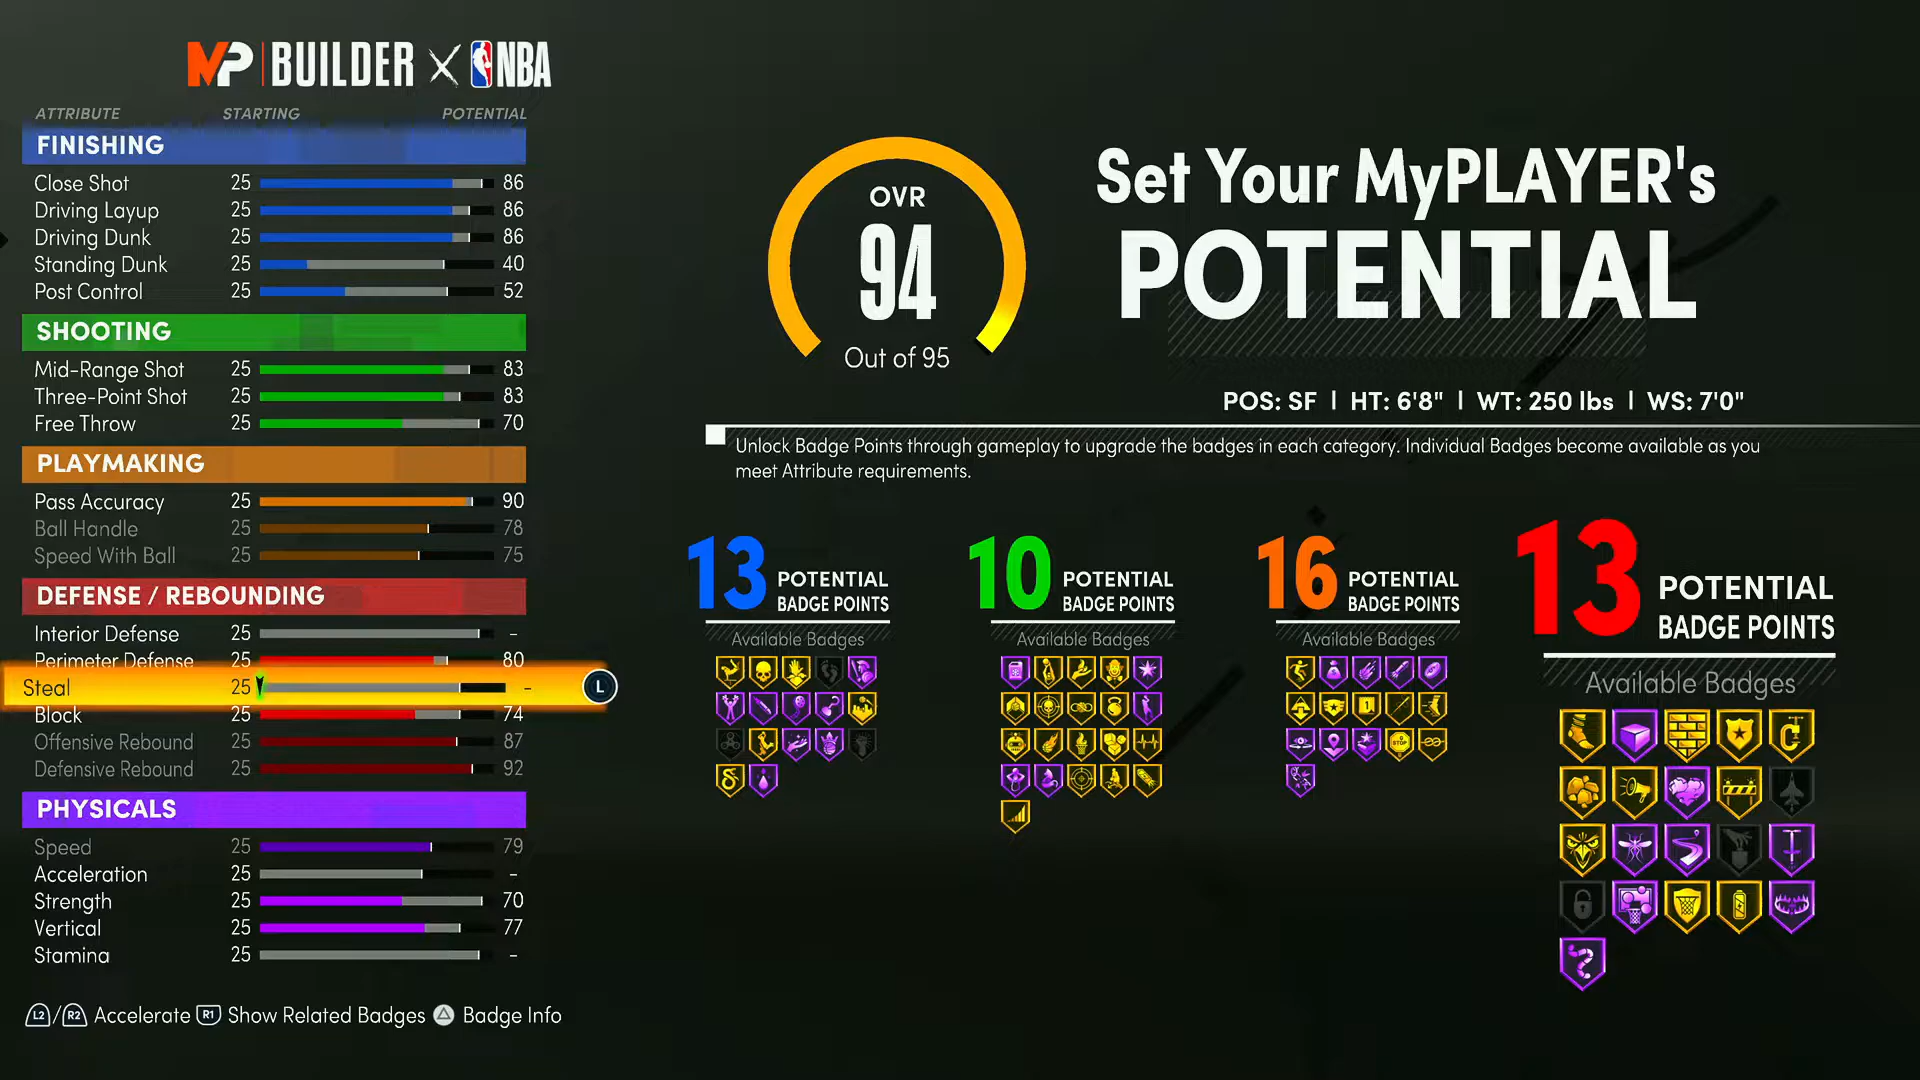 MP | BUILDER X NBA
ATTRIBUTE STARTING POTENTIAL
FINISHING
Close Shot 25 86
Driving Layup 25 86
Driving Dunk 25 86
Standing Dunk 25 40
Post Control 25 52
SHOOTING
Mid-Range Shot 25 83
Three-Point Shot 25 83
Free Throw 25 70
PLAYMAKING
Pass Accuracy 25 90
Ball Handle 25 78
Speed With Ball 25 75
DEFENSE / REBOUNDING
Interior Defense 25 -
Perimeter Defense 25 80
Steal 25 - L
Block 25 74
Offensive Rebound 25 87
Defensive Rebound 25 92
PHYSICALS
Speed 25 79
Acceleration 25 -
Strength 25 70
Vertical 25 77
Stamina 25 -
L2/R2 Accelerate R1 Show Related Badges Badge Info
OVR
94
Out of 95
Set Your MyPLAYER's
POTENTIAL
POS: SF | HT: 6'8" | WT: 250 lbs | WS: 7'0"
Unlock Badge Points through gameplay to upgrade the badges in each category. Individual Badges become available as you
meet Attribute requirements.
13 POTENTIAL
BADGE POINTS
Available Badges
10 POTENTIAL
BADGE POINTS
Available Badges
16 POTENTIAL
BADGE POINTS
Available Badges
13 POTENTIAL
BADGE POINTS
Available Badges